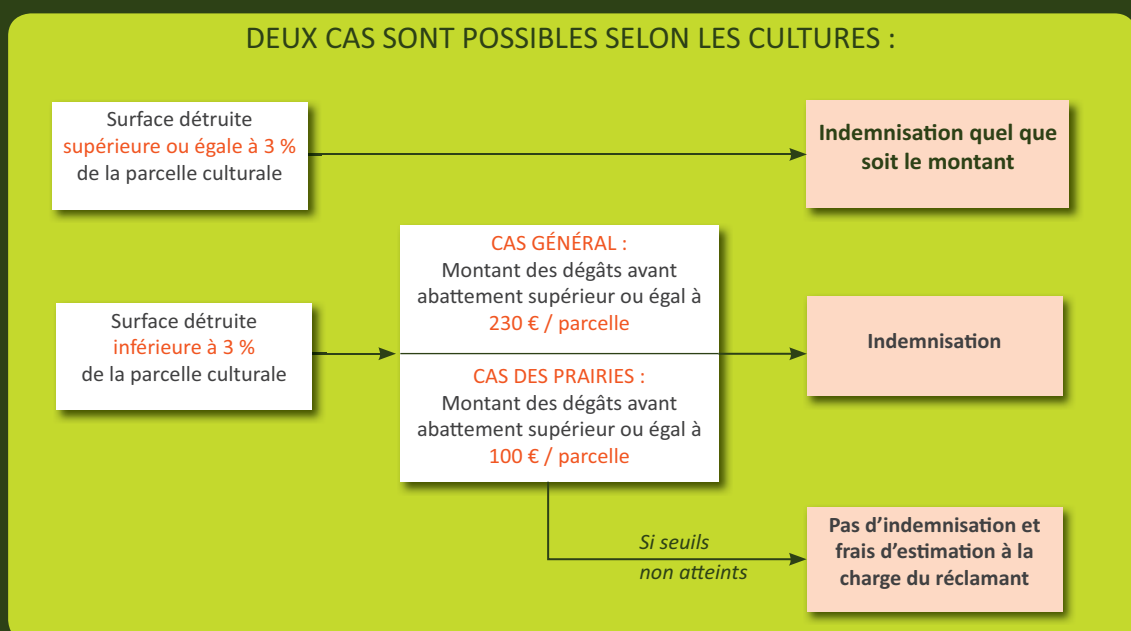 DEUX CAS SONT POSSIBLES SELON LES CULTURES :
Surface détruite
supérieure ou égale à 3 %
de la parcelle culturale
Indemnisation quel que
soit le montant
CAS GÉNÉRAL :
Montant des dégâts avant
abattement supérieur ou égal à
230 € / parcelle
Surface détruite
inférieure à 3 %
de la parcelle culturale
Indemnisation
CAS DES PRAIRIES :
Montant des dégâts avant
abattement supérieur ou égal à
100 € / parcelle
Si seuils
non atteints
Pas d’indemnisation et
frais d’estimation à la
charge du réclamant